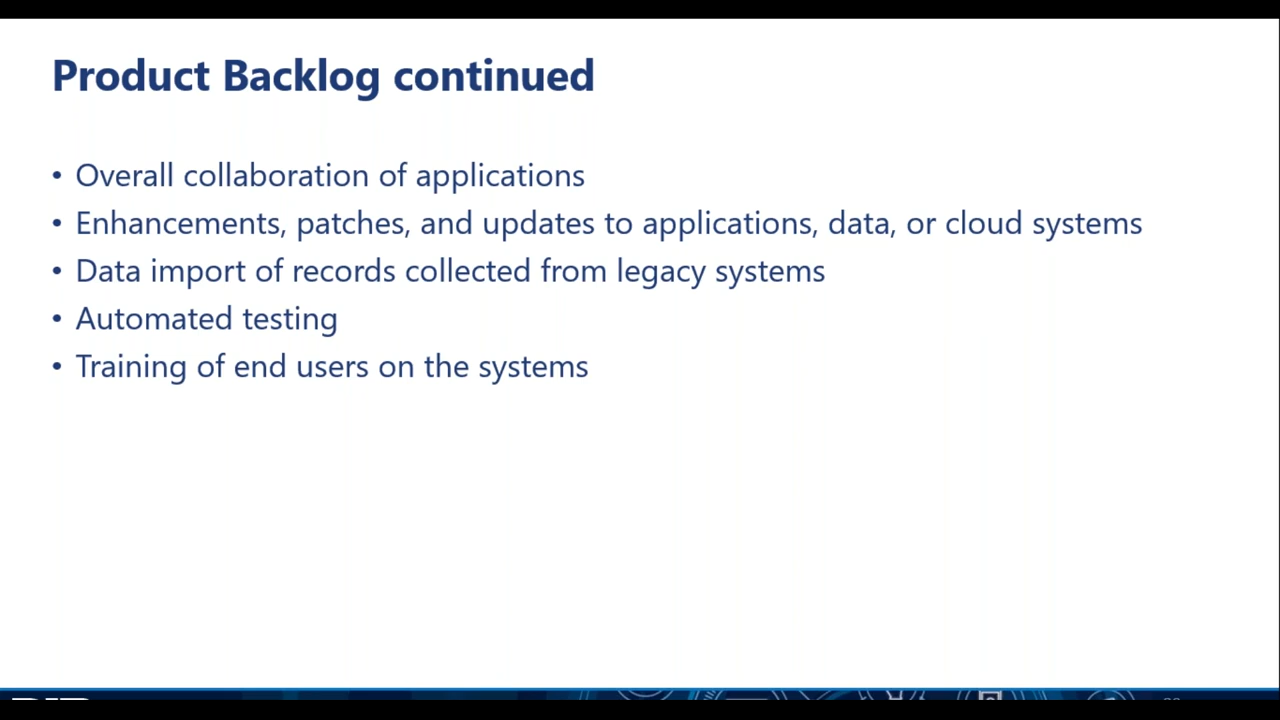 Product Backlog continued
• Overall collaboration of applications
• Enhancements, patches, and updates to applications, data, or cloud systems
• Data import of records collected from legacy systems
• Automated testing
• Training of end users on the systems